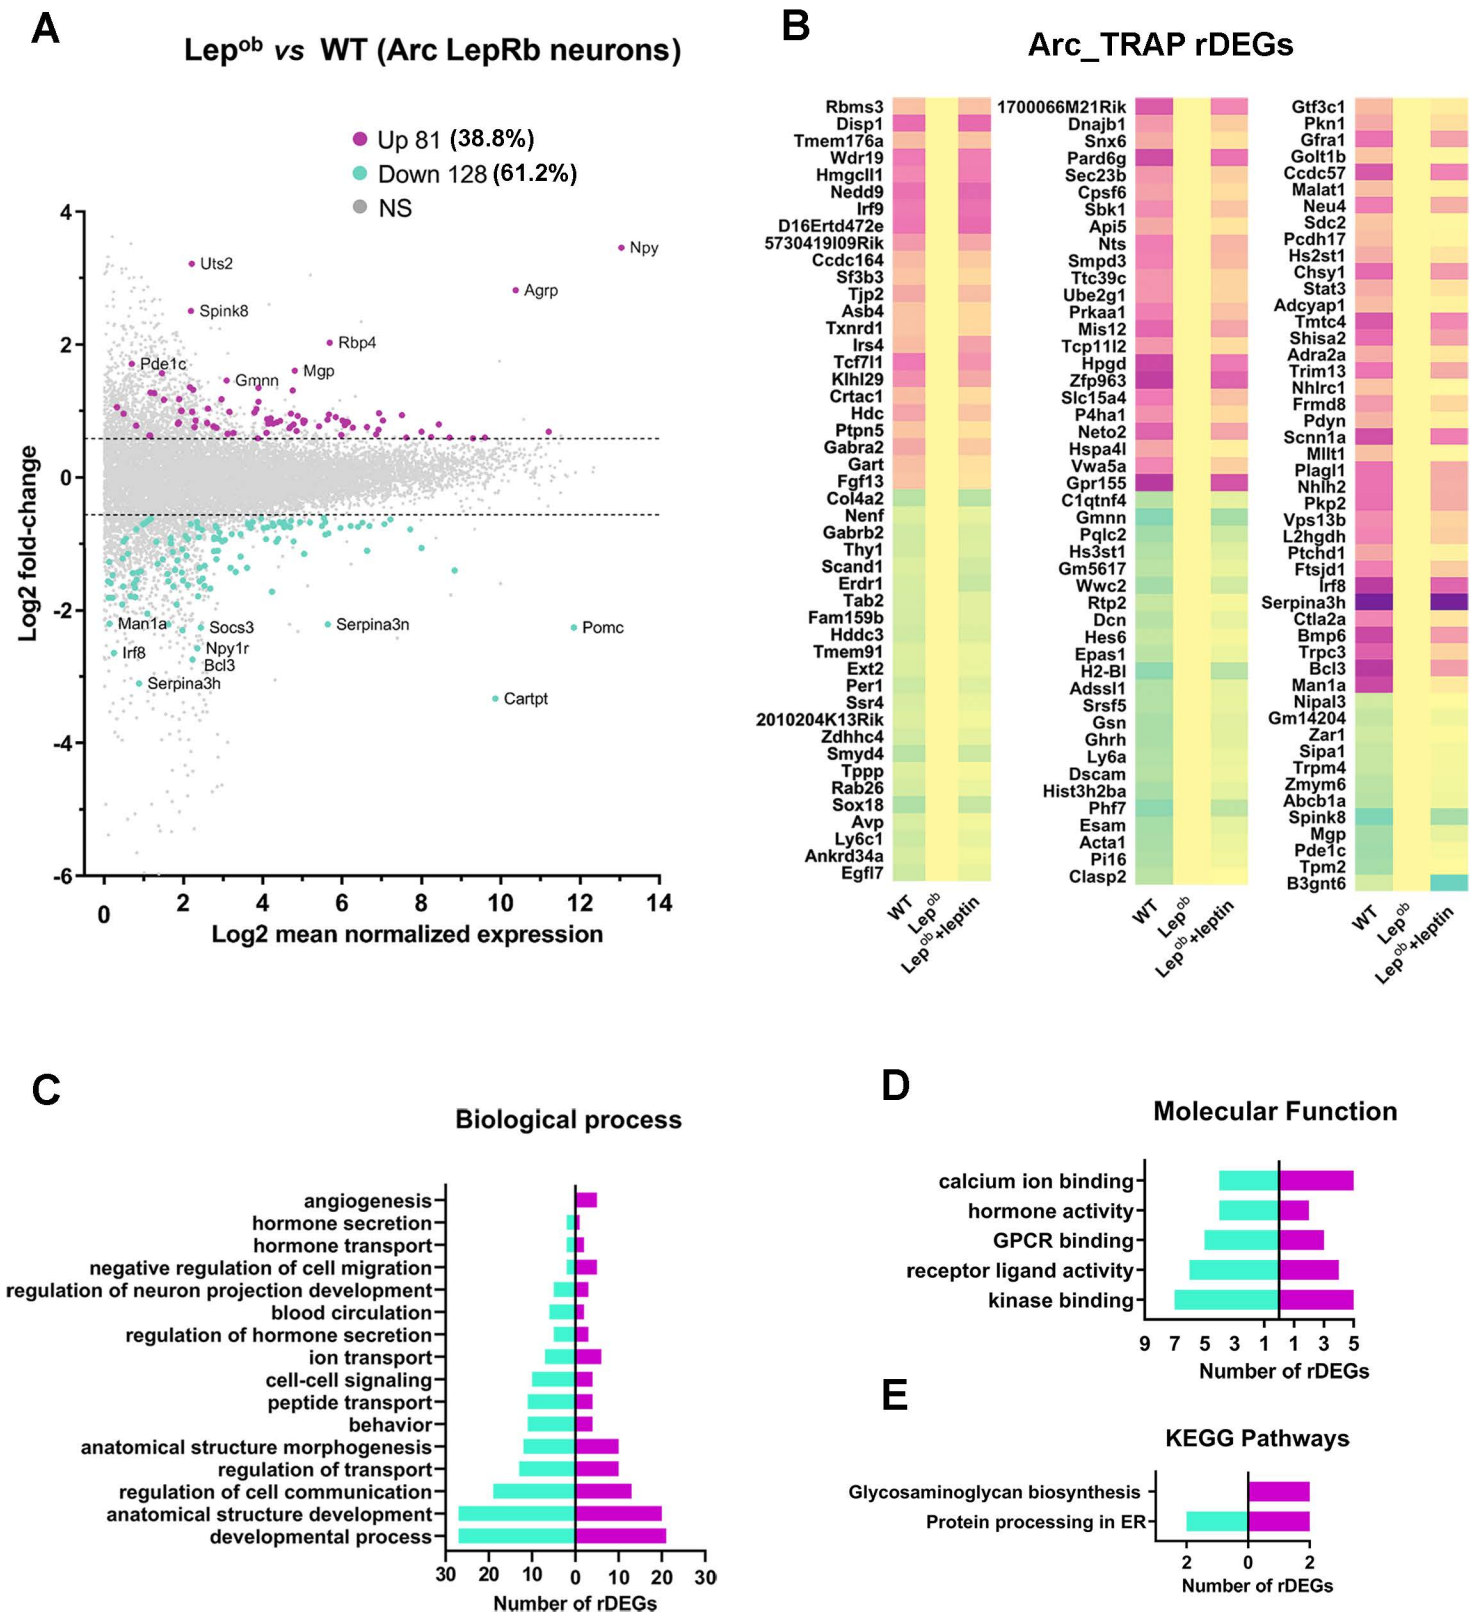 A
Lep^ob vs WT (Arc LepRb neurons)
Up 81 (38.8%)
Down 128 (61.2%)
NS
Log2 fold-change
4
2
0
-2
-4
-6
Npy
Uts2
Agrp
Spink8
Rbp4
Pde1c
Mgp
Gmnn
Man1a
Socs3
Serpina3n
Pomc
Irf8
Npy1r
Bcl3
Serpina3h
Cartpt
0 2 4 6 8 10 12 14
Log2 mean normalized expression
B
Arc_TRAP rDEGs
Rbms3
Disp1
Tmem176a
Wdr19
Hmgcll1
Nedd9
Irf9
D16Ertd472e
5730419I09Rik
Ccdc164
Sf3b3
Tjp2
Asb4
Txnrd1
Irs4
Tcf7l1
Klhl29
Crtac1
Hdc
Ptpn5
Gabra2
Gart
Fgf13
Col4a2
Nenf
Gabrb2
Thy1
Scand1
Erdr1
Tab2
Fam159b
Hddc3
Tmem91
Ext2
Per1
Ssr4
2010204K13Rik
Zdhhc4
Smyd4
Tppp
Rab26
Sox18
Avp
Ly6c1
Ankrd34a
Egfl7
WT
Lep^ob
Lep^ob+leptin
1700066M21Rik
Dnajb1
Snx6
Pard6g
Sec23b
Cpsf6
Sbk1
Api5
Nts
Smpd3
Ttc39c
Ube2g1
Prkaa1
Mis12
Tcp11l2
Hpgd
Zfp963
Slc15a4
P4ha1
Neto2
Hspa4l
Vwa5a
Gpr155
C1qtnf4
Gmnn
Pqlc2
Hs3st1
Gm5617
Wwc2
Rtp2
Dcn
Hes6
Epas1
H2-Bl
Adssl1
Srsf5
Gsn
Ghrh
Ly6a
Dscam
Hist3h2ba
Phf7
Esam
Acta1
Pi16
Clasp2
WT
Lep^ob
Lep^ob+leptin
Gtf3c1
Pkn1
Gfra1
Golt1b
Ccdc57
Malat1
Neu4
Sdc2
Pcdh17
Hs2st1
Chsy1
Stat3
Adcyap1
Tmtc4
Shisa2
Adra2a
Trim13
Nhlrc1
Frmd8
Pdyn
Scnn1a
Mllt1
Plagl1
Nhlh2
Pkp2
Vps13b
L2hgdh
Ptchd1
Ftsjd1
Irf8
Serpina3h
Ctla2a
Bmp6
Trpc3
Bcl3
Man1a
Nipal3
Gm14204
Zar1
Sipa1
Trpm4
Zmym6
Abcb1a
Spink8
Mgp
Pde1c
Tpm2
B3gnt6
WT
Lep^ob
Lep^ob+leptin
C
Biological process
angiogenesis
hormone secretion
hormone transport
negative regulation of cell migration
regulation of neuron projection development
blood circulation
regulation of hormone secretion
ion transport
cell-cell signaling
peptide transport
behavior
anatomical structure morphogenesis
regulation of transport
regulation of cell communication
anatomical structure development
developmental process
30 20 10 0 10 20 30
Number of rDEGs
D
Molecular Function
calcium ion binding
hormone activity
GPCR binding
receptor ligand activity
kinase binding
9 7 5 3 1 1 3 5
Number of rDEGs
E
KEGG Pathways
Glycosaminoglycan biosynthesis
Protein processing in ER
2 0 2
Number of rDEGs